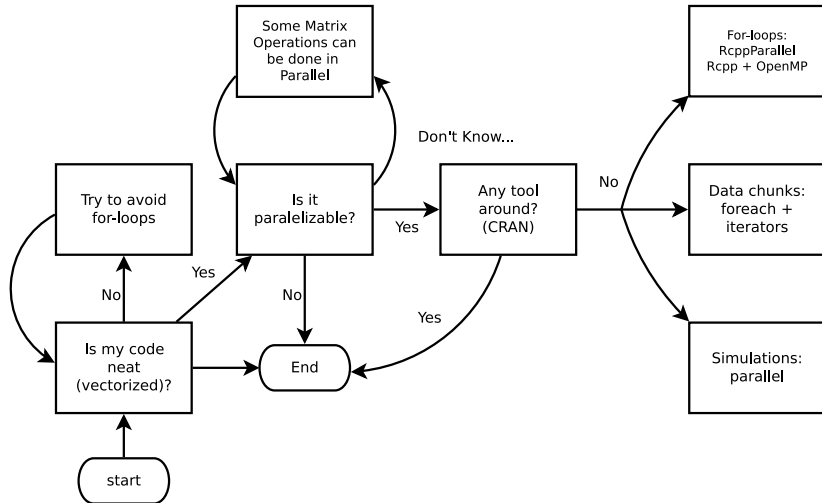 Some Matrix
Operations can
be done in
Parallel
For-loops:
RcppParallel
Rcpp + OpenMP
Don't Know...
Try to avoid
for-loops
Is it
paralelizable?
Yes
Any tool
around?
(CRAN)
No
Data chunks:
foreach +
iterators
Yes
No
No
Yes
Is my code
neat
(vectorized)?
End
Simulations:
parallel
start